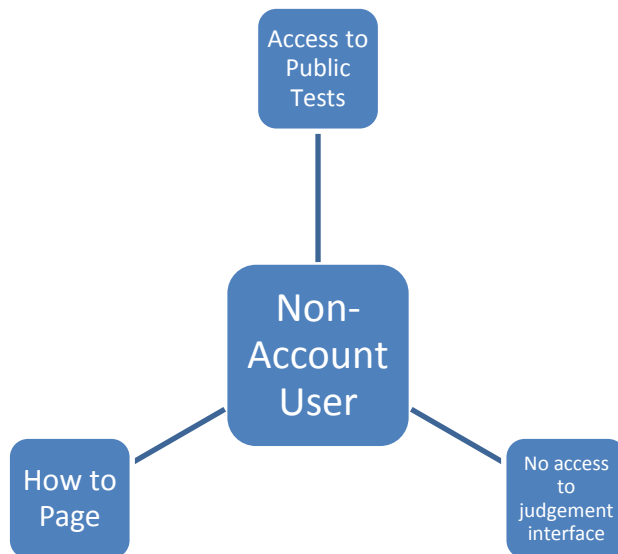 Access to
Public
Tests
Non-
Account
User
How to
Page
No access
to
judgement
interface